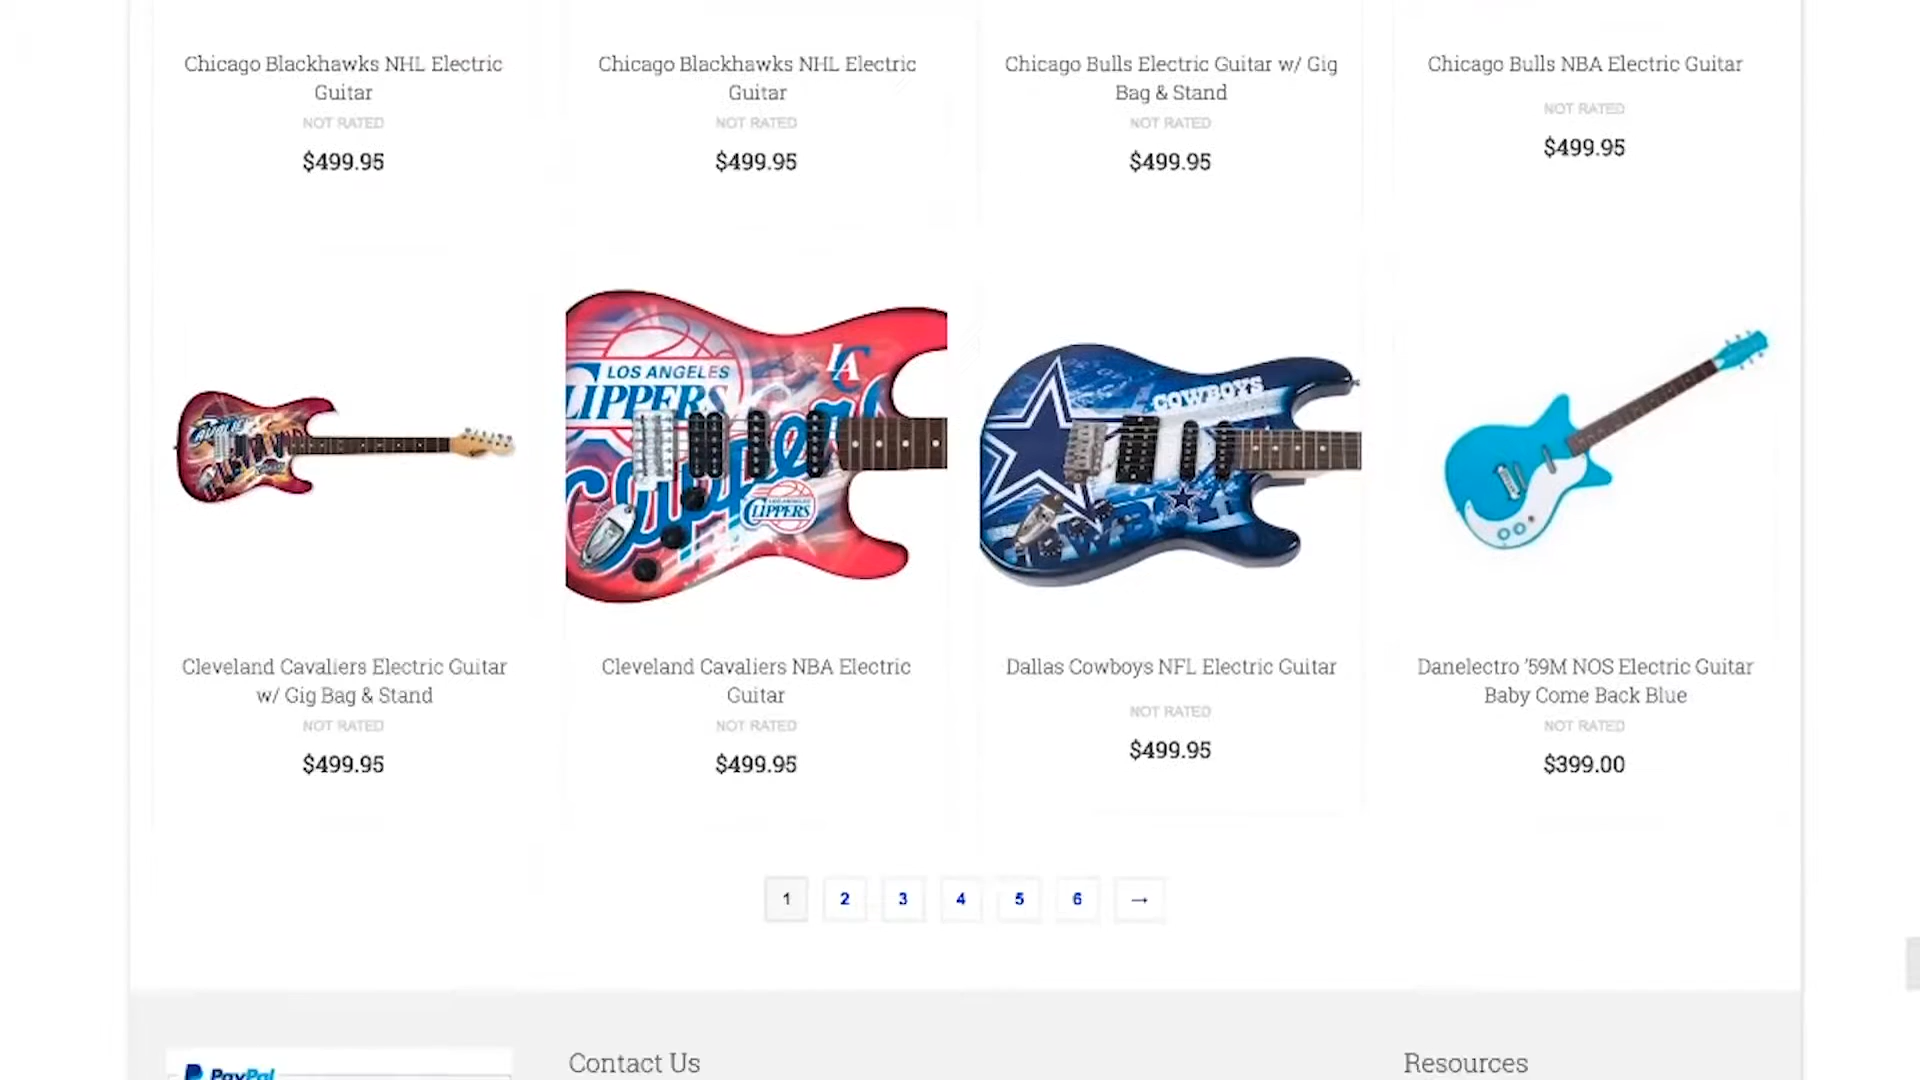 Chicago Blackhawks NHL Electric
Guitar
NOT RATED
$499.95
Chicago Blackhawks NHL Electric
Guitar
NOT RATED
$499.95
Chicago Bulls Electric Guitar w/ Gig
Bag & Stand
NOT RATED
$499.95
Chicago Bulls NBA Electric Guitar
NOT RATED
$499.95
LOS ANGELES
CLIPPERS
LA
Clippers
CLIPPERS
COWBOYS
Cleveland Cavaliers Electric Guitar
w/ Gig Bag & Stand
NOT RATED
$499.95
Cleveland Cavaliers NBA Electric
Guitar
NOT RATED
$499.95
Dallas Cowboys NFL Electric Guitar
NOT RATED
$499.95
Danelectro '59M NOS Electric Guitar
Baby Come Back Blue
NOT RATED
$399.00
1 2 3 4 5 6 →
PayPal
Contact Us
Resources